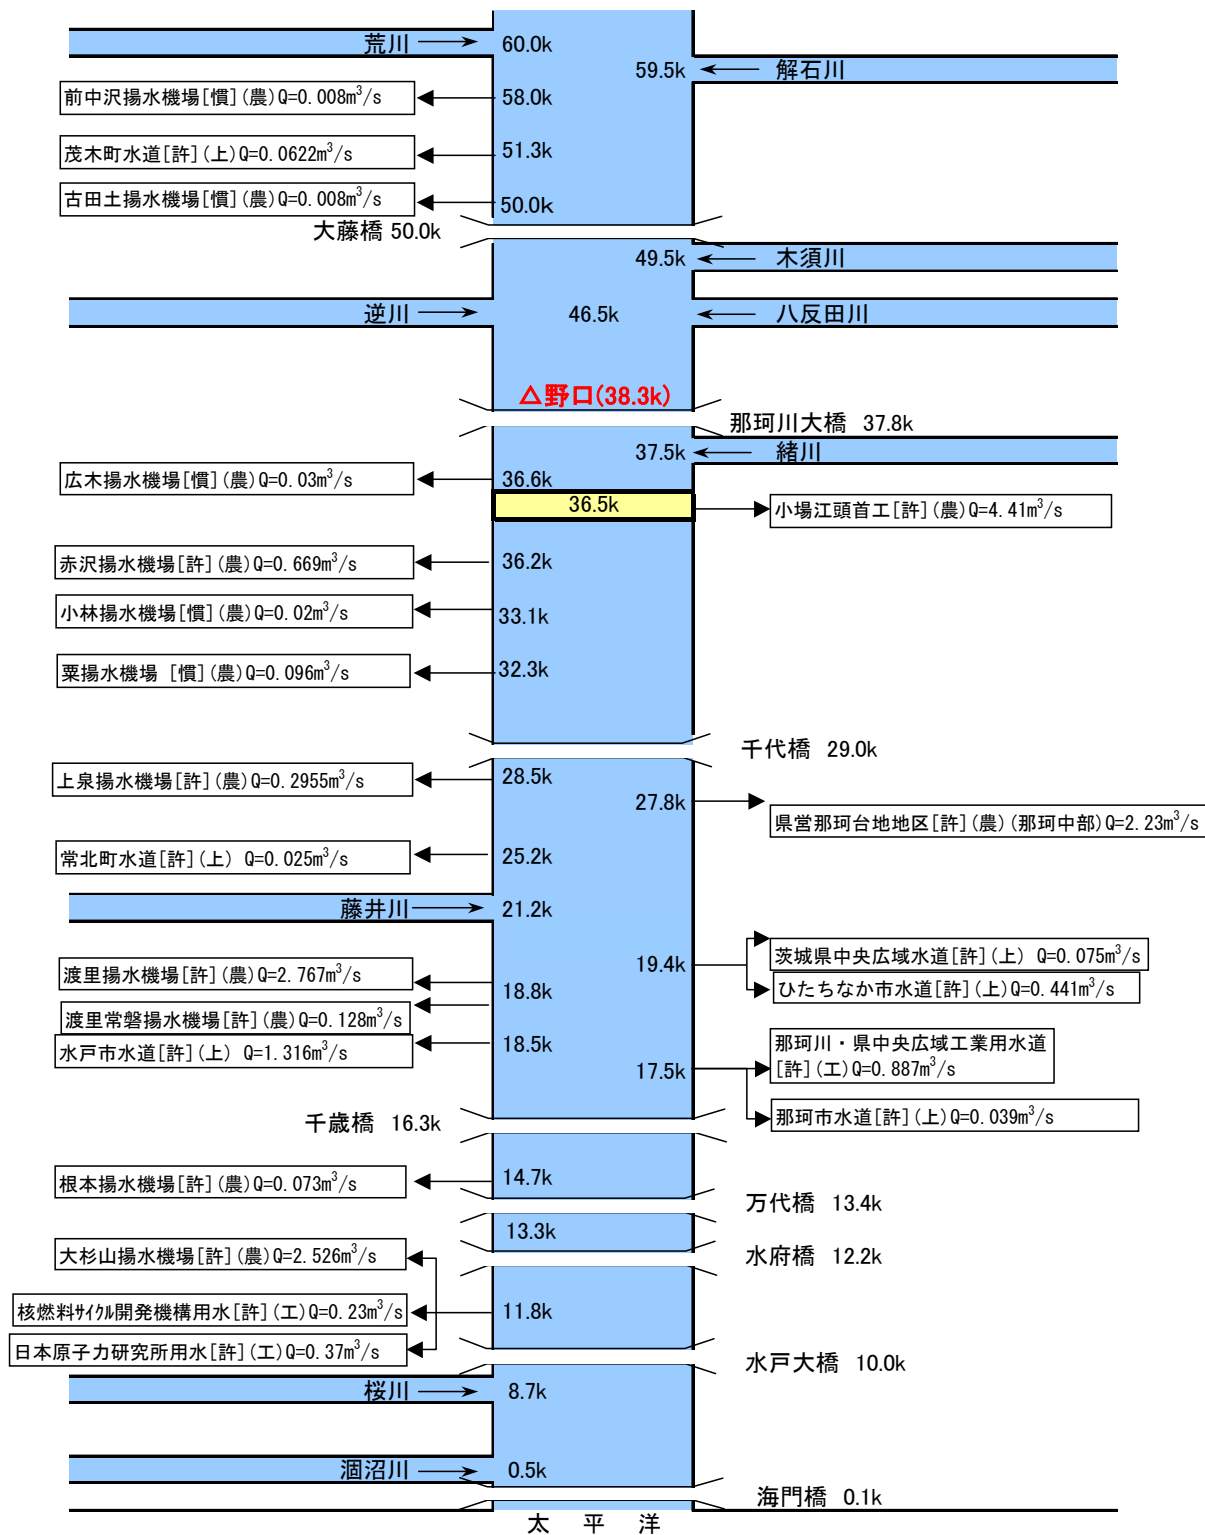 荒川
60.0k
59.5k
解石川
前中沢揚水機場[慣](農)Q=0.008m³/s
58.0k
茂木町水道[許](上)Q=0.0622m³/s
51.3k
古田土揚水機場[慣](農)Q=0.008m³/s
50.0k
大藤橋 50.0k
49.5k
木須川
逆川
46.5k
八反田川
△野口(38.3k)
那珂川大橋 37.8k
37.5k
緒川
広木揚水機場[慣](農)Q=0.03m³/s
36.6k
36.5k
小場江頭首工[許](農)Q=4.41m³/s
赤沢揚水機場[許](農)Q=0.669m³/s
36.2k
小林揚水機場[慣](農)Q=0.02m³/s
33.1k
粟揚水機場 [慣](農)Q=0.096m³/s
32.3k
千代橋 29.0k
上泉揚水機場[許](農)Q=0.2955m³/s
28.5k
27.8k
県営那珂台地地区[許](農)(那珂中部)Q=2.23m³/s
常北町水道[許](上) Q=0.025m³/s
25.2k
藤井川
21.2k
19.4k
茨城県中央広域水道[許](上) Q=0.075m³/s
ひたちなか市水道[許](上)Q=0.441m³/s
渡里揚水機場[許](農)Q=2.767m³/s
18.8k
渡里常磐揚水機場[許](農)Q=0.128m³/s
水戸市水道[許](上) Q=1.316m³/s
18.5k
17.5k
那珂川・県中央広域工業用水道
[許](工)Q=0.887m³/s
那珂市水道[許](上)Q=0.039m³/s
千歳橋 16.3k
根本揚水機場[許](農)Q=0.073m³/s
14.7k
万代橋 13.4k
13.3k
水府橋 12.2k
大杉山揚水機場[許](農)Q=2.526m³/s
核燃料ｻｲｸﾙ開発機構用水[許](工)Q=0.23m³/s
11.8k
日本原子力研究所用水[許](工)Q=0.37m³/s
水戸大橋 10.0k
桜川
8.7k
涸沼川
0.5k
海門橋 0.1k
太 平 洋